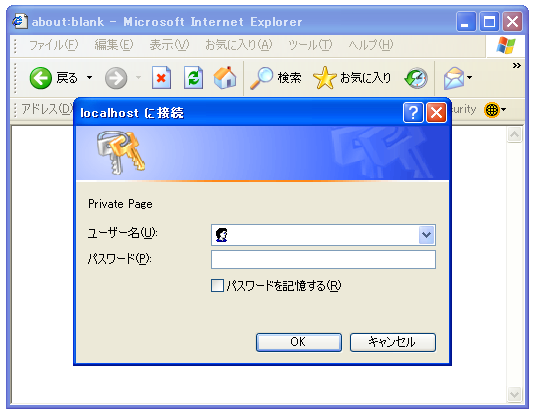 about:blank - Microsoft Internet Explorer
ファイル(F) 編集(E) 表示(V) お気に入り(A) ツール(T) ヘルプ(H)
戻る 検索 お気に入り »
アドレス(D) curity
localhost に接続
Private Page
ユーザー名(U):
パスワード(P):
パスワードを記憶する(R)
OK キャンセル